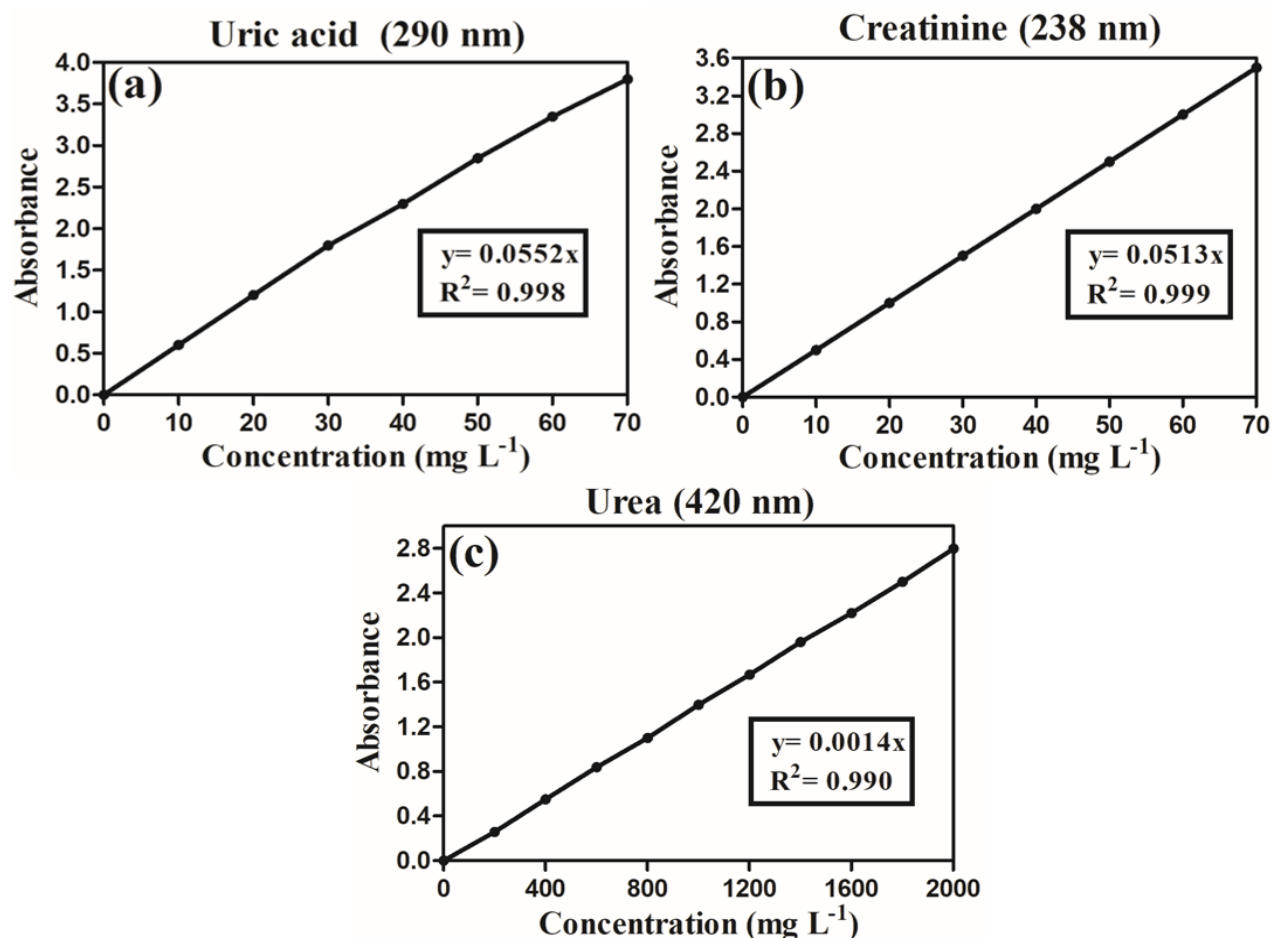 Uric acid (290 nm)
(a)
Absorbance
4.0
3.5
3.0
2.5
2.0
1.5
1.0
0.5
0.0
y= 0.0552x
R²= 0.998
0 10 20 30 40 50 60 70
Concentration (mg L⁻¹)
Creatinine (238 nm)
(b)
Absorbance
3.6
3.2
2.8
2.4
2.0
1.6
1.2
0.8
0.4
0.0
y= 0.0513x
R²= 0.999
0 10 20 30 40 50 60 70
Concentration (mg L⁻¹)
Urea (420 nm)
(c)
Absorbance
2.8
2.4
2.0
1.6
1.2
0.8
0.4
0.0
y= 0.0014x
R²= 0.990
0 400 800 1200 1600 2000
Concentration (mg L⁻¹)